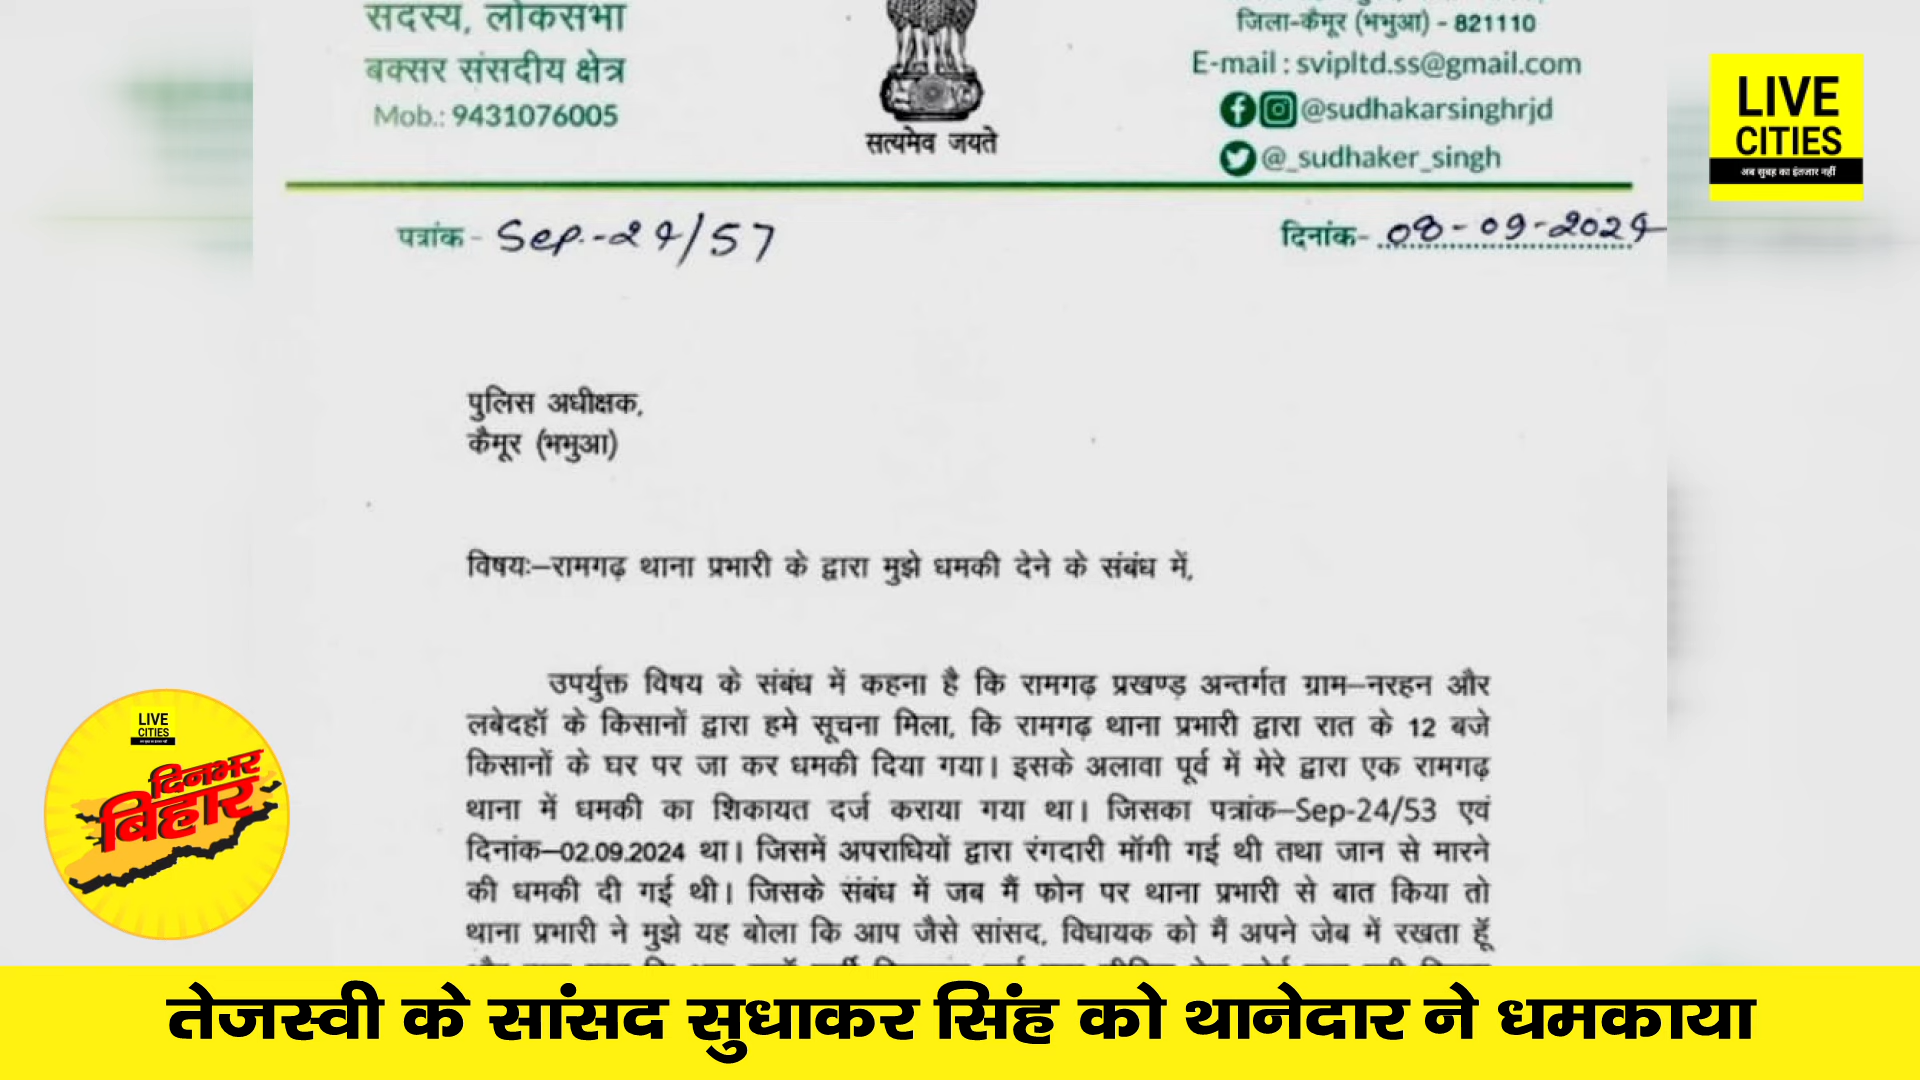 सदस्य, लोकसभा
बक्सर संसदीय क्षेत्र
Mob.: 9431076005
सत्यमेव जयते
जिला-कैमूर (भभुआ) - 821110
E-mail : svipltd.ss@gmail.com
@sudhakarsinghrjd
@_sudhaker_singh
LIVE
CITIES
अब सुबह का इंतजार नहीं
पत्रांक - Sep.-24/57
दिनांक- 08-09-2024
पुलिस अधीक्षक,
कैमूर (भभुआ)
विषयः–रामगढ़ थाना प्रभारी के द्वारा मुझे धमकी देने के संबंध में,
उपर्युक्त विषय के संबंध में कहना है कि रामगढ़ प्रखण्ड़ अन्तर्गत ग्राम–नरहन और
लबेदहॉ के किसानों द्वारा हमे सूचना मिला, कि रामगढ़ थाना प्रभारी द्वारा रात के 12 बजे
किसानों के घर पर जा कर धमकी दिया गया। इसके अलावा पूर्व में मेरे द्वारा एक रामगढ़
थाना में धमकी का शिकायत दर्ज कराया गया था। जिसका पत्रांक–Sep-24/53 एवं
दिनांक–02.09.2024 था। जिसमें अपराधियों द्वारा रंगदारी मॉगी गई थी तथा जान से मारने
की धमकी दी गई थी। जिसके संबंध में जब मैं फोन पर थाना प्रभारी से बात किया तो
थाना प्रभारी ने मुझे यह बोला कि आप जैसे सांसद, विधायक को मैं अपने जेब में रखता हूॅ
LIVE
CITIES
दिनभर
बिहार
तेजस्वी के सांसद सुधाकर सिंह को थानेदार ने धमकाया